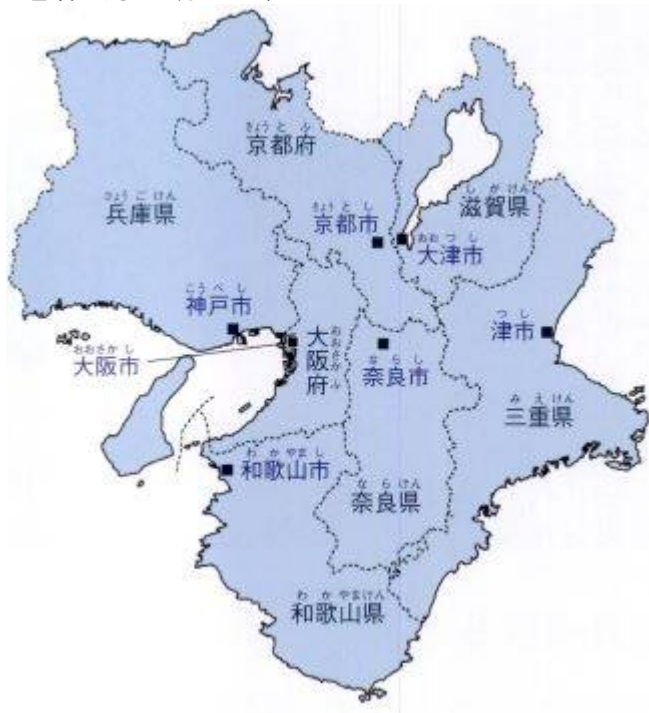 きょうとふ
京都府
しがけん
滋賀県
ひょうごけん
兵庫県
きょうとし
京都市
おおつし
大津市
こうべし
神戸市
つし
津市
おおさかし
大阪市
おおさかふ
大阪府
ならし
奈良市
みえけん
三重県
わかやまし
和歌山市
ならけん
奈良県
わかやまけん
和歌山県